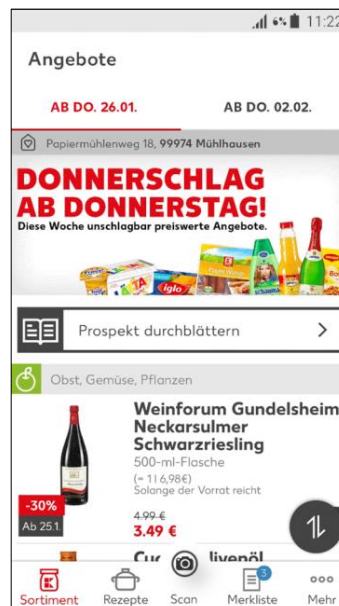 6% 11:22
Angebote
AB DO. 26.01. AB DO. 02.02.
Papiermühlenweg 18, 99974 Mühlhausen
DONNERSCHLAG
AB DONNERSTAG!
Diese Woche unschlagbar preiswerte Angebote.
iglo
Prospekt durchblättern
Obst, Gemüse, Pflanzen
Weinforum Gundelsheim
Neckarsulmer
Schwarzriesling
500-ml-Flasche
(= 1 l 6,98€)
Solange der Vorrat reicht
-30%
Ab 25.1.
4.99 €
3.49 €
3
Sortiment Rezepte Scan Merkliste Mehr